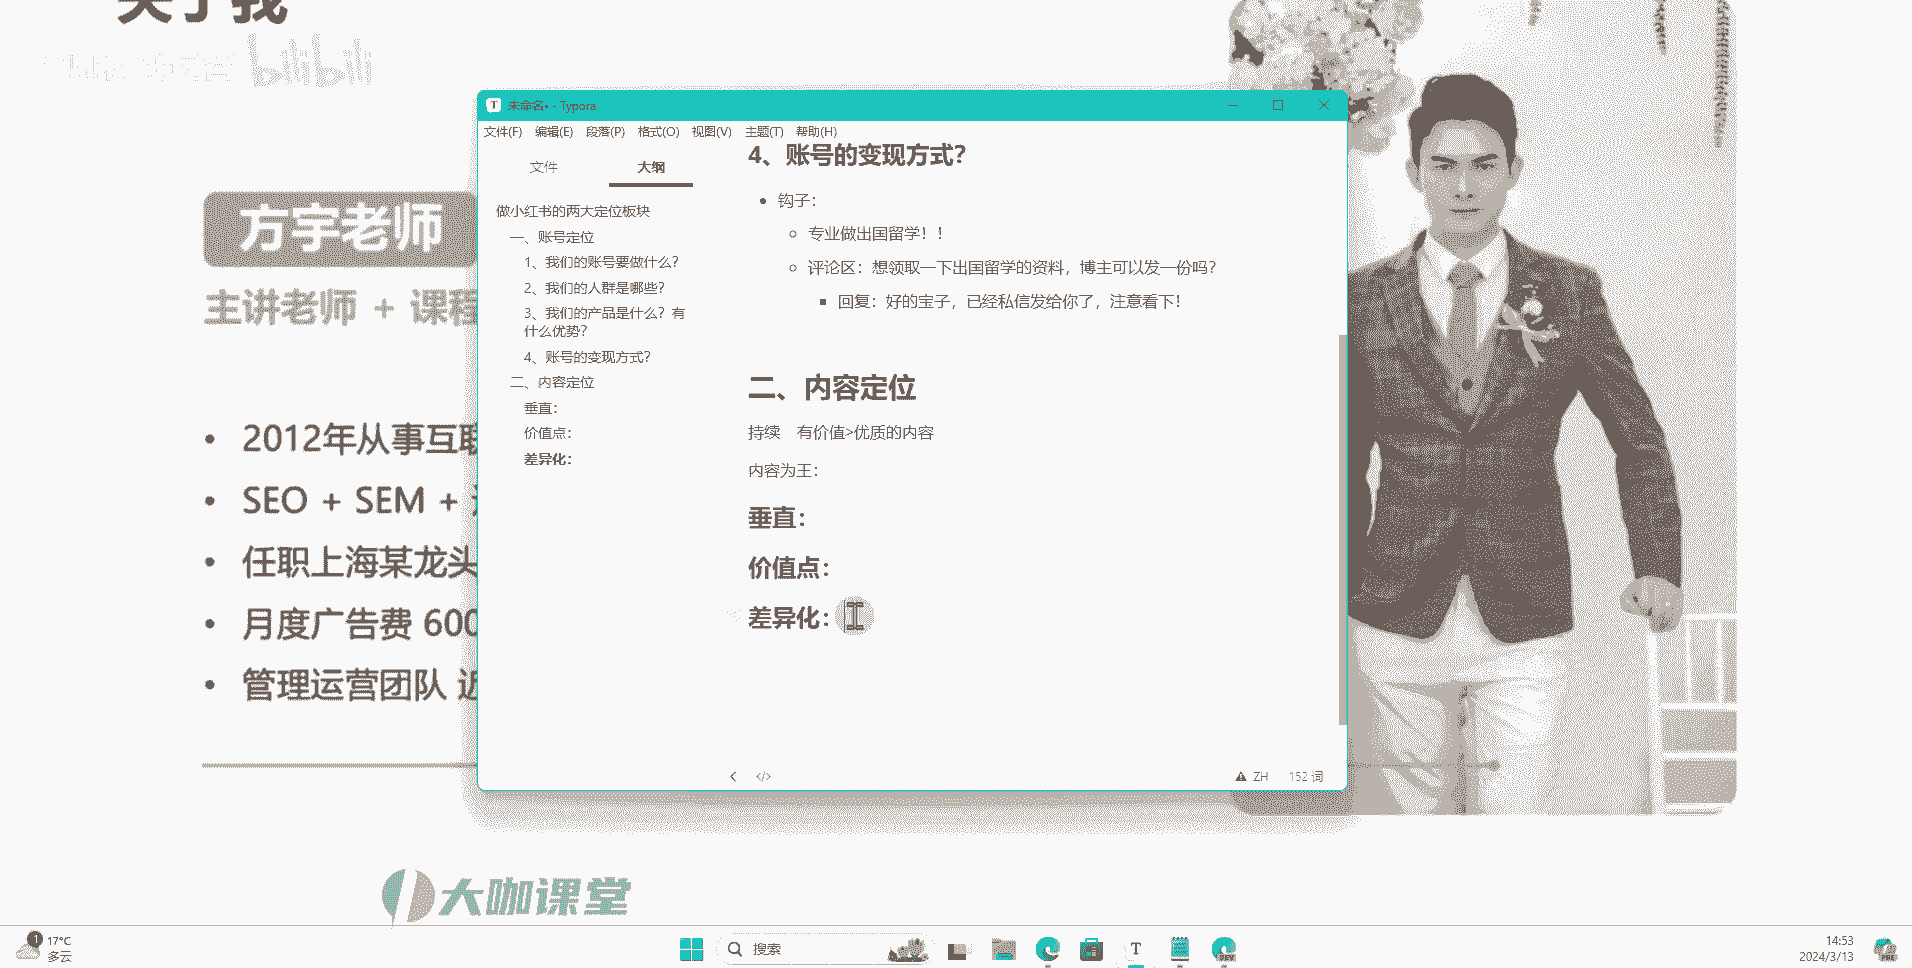 关于我
bilibili
方宇老师
主讲老师 + 课程
2012年从事互联
SEO + SEM +
任职上海某龙头
月度广告费 600
管理运营团队 近
大咖课堂
未命名• - Typora
文件(F) 编辑(E) 段落(P) 格式(O) 视图(V) 主题(T) 帮助(H)
文件 大纲
做小红书的两大定位板块
一、账号定位
1、我们的账号要做什么?
2、我们的人群是哪些?
3、我们的产品是什么? 有
什么优势?
4、账号的变现方式?
二、内容定位
垂直:
价值点:
差异化:
4、账号的变现方式?
钩子:
专业做出国留学! !
评论区: 想领取一下出国留学的资料, 博主可以发一份吗?
回复: 好的宝子, 已经私信发给你了, 注意看下!
二、内容定位
持续 有价值>优质的内容
内容为王:
垂直:
价值点:
差异化:
ZH 152 词
1
17°C
多云
搜索
DEV
14:53
2024/3/13
PRE